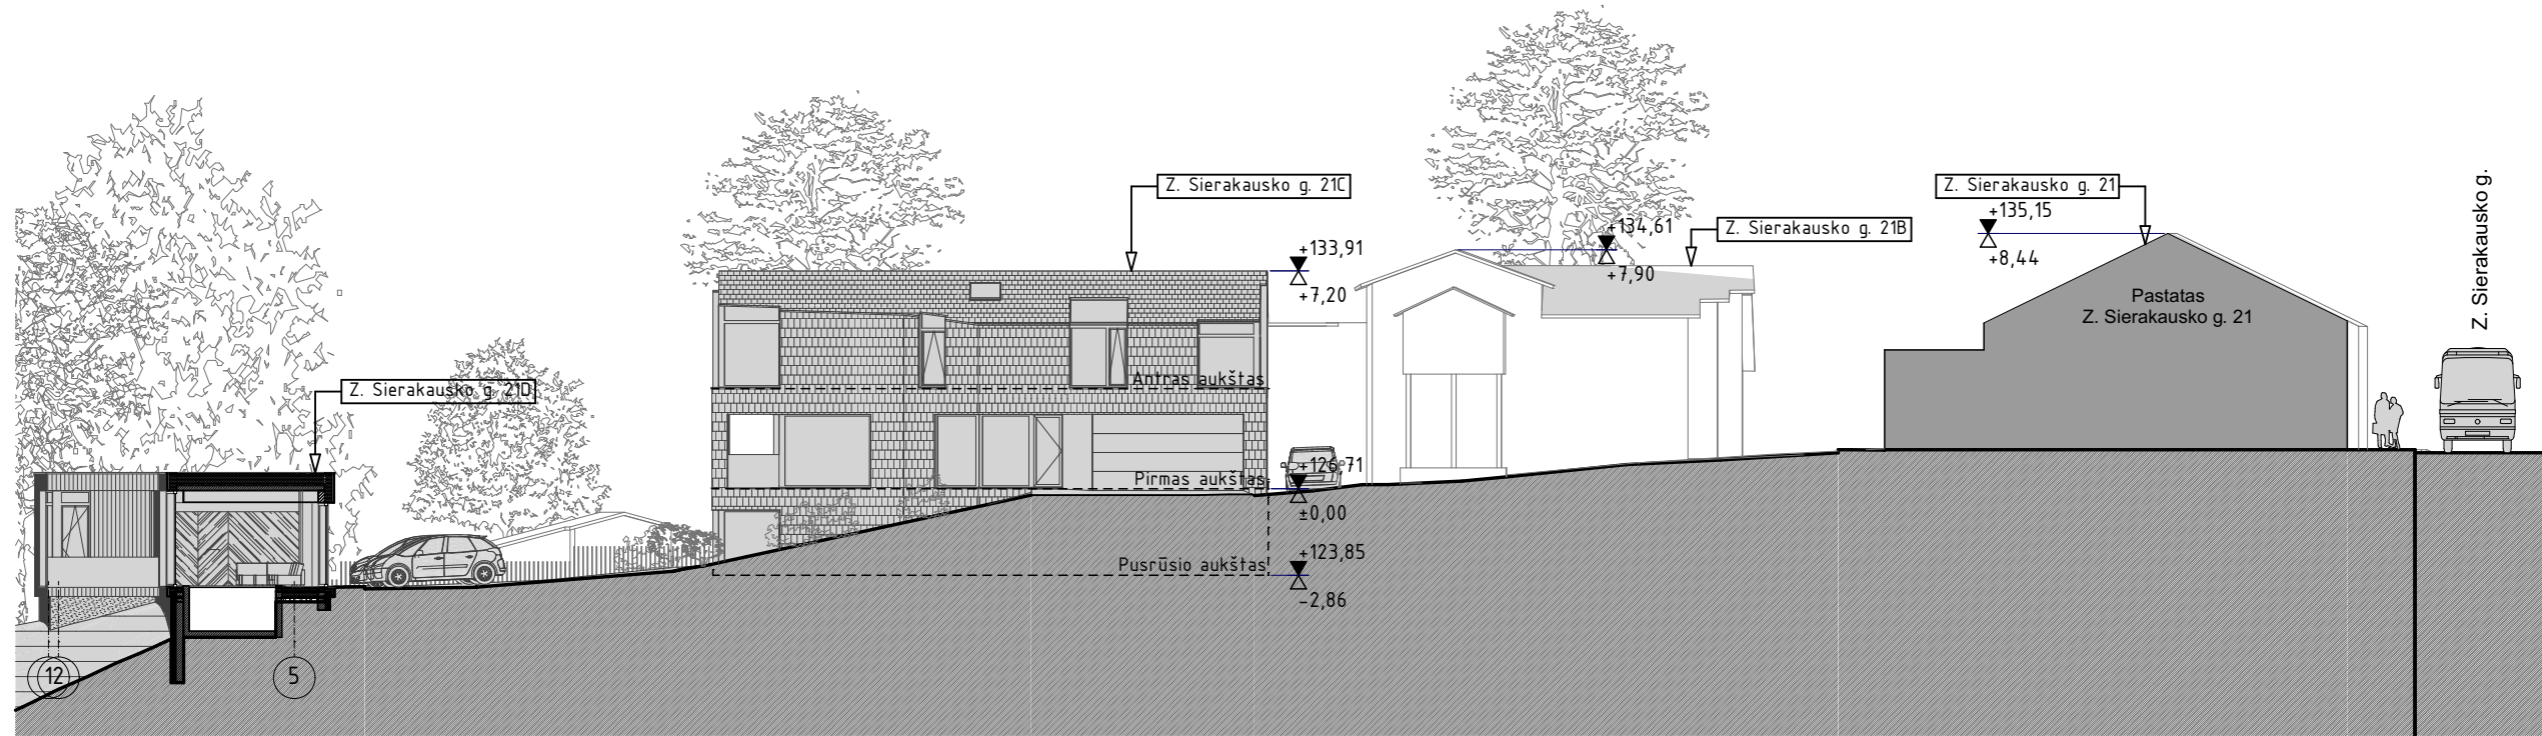 Z. Sierakausko g. 21C
Z. Sierakausko g. 21
+135,15
+8,44
+134,61
+7,90
Z. Sierakausko g. 21B
Z. Sierakausko g.
+133,91
+7,20
Pastatas
Z. Sierakausko g. 21
Antras aukštas
Z. Sierakausko g. 21D
+126,71
Pirmas aukštas
±0,00
+123,85
Pusrūsio aukštas
-2,86
12
5